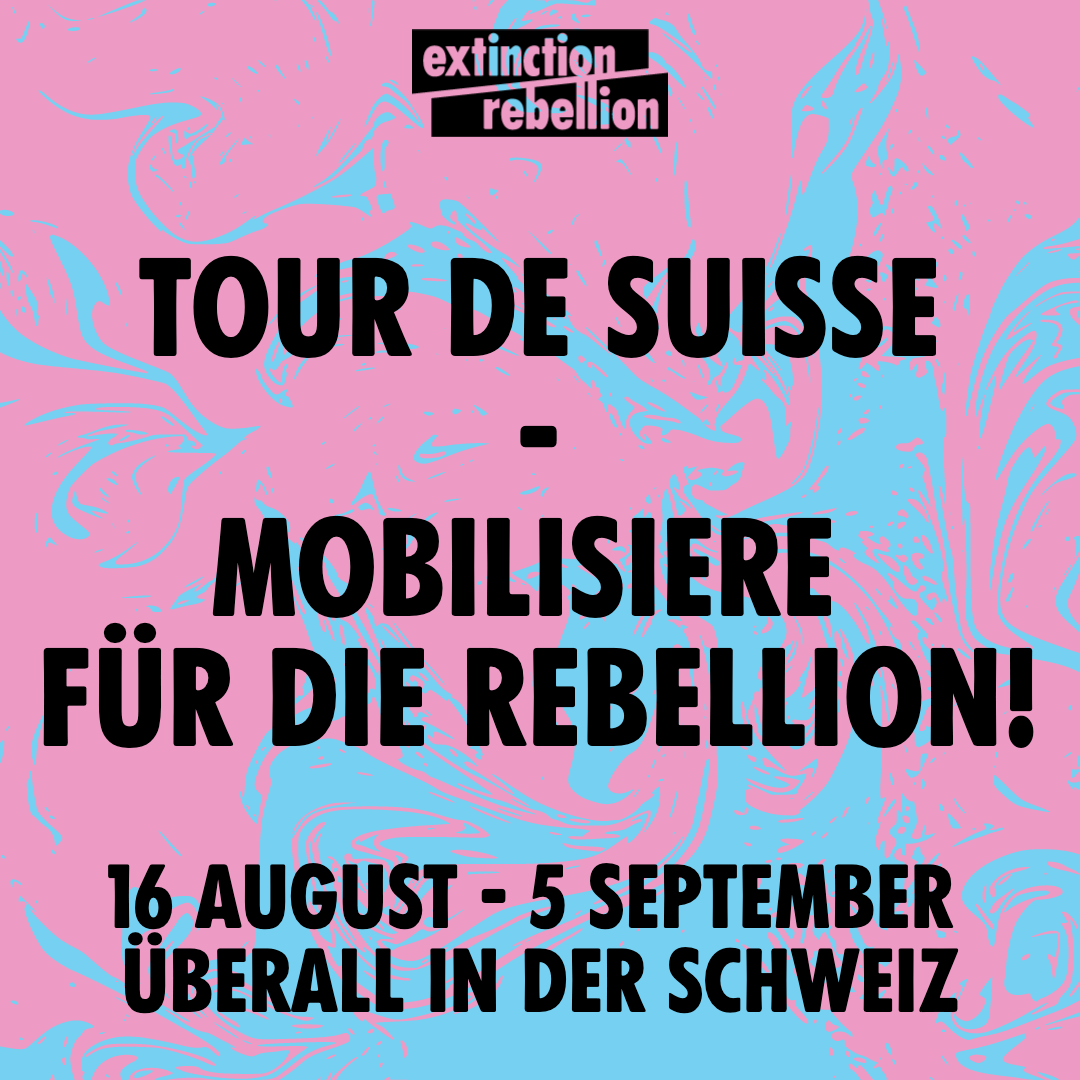 extinction
rebellion
TOUR DE SUISSE
-
MOBILISIERE
FÜR DIE REBELLION!
16 AUGUST - 5 SEPTEMBER
ÜBERALL IN DER SCHWEIZ